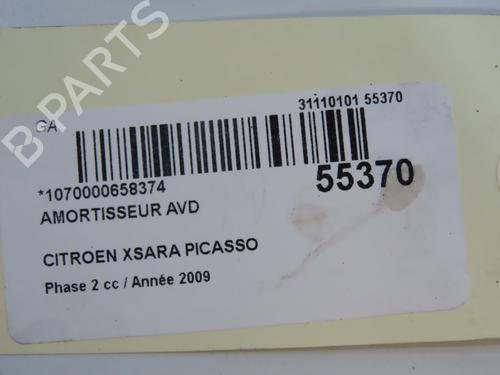 B PARTS
GA
31110101 55370
*1070000658374
55370
AMORTISSEUR AVD
CITROEN XSARA PICASSO
Phase 2 cc / Année 2009